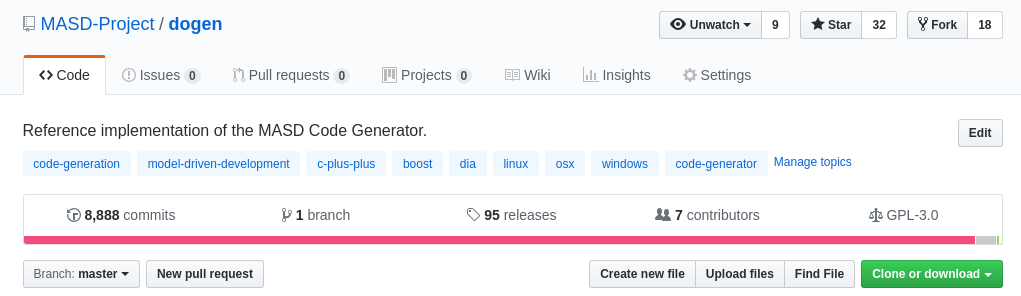 MASD-Project / dogen
Unwatch 9 Star 32 Fork 18
Code Issues 0 Pull requests 0 Projects 0 Wiki Insights Settings
Reference implementation of the MASD Code Generator. Edit
code-generation model-driven-development c-plus-plus boost dia linux osx windows code-generator Manage topics
8,888 commits 1 branch 95 releases 7 contributors GPL-3.0
Branch: master New pull request Create new file Upload files Find File Clone or download